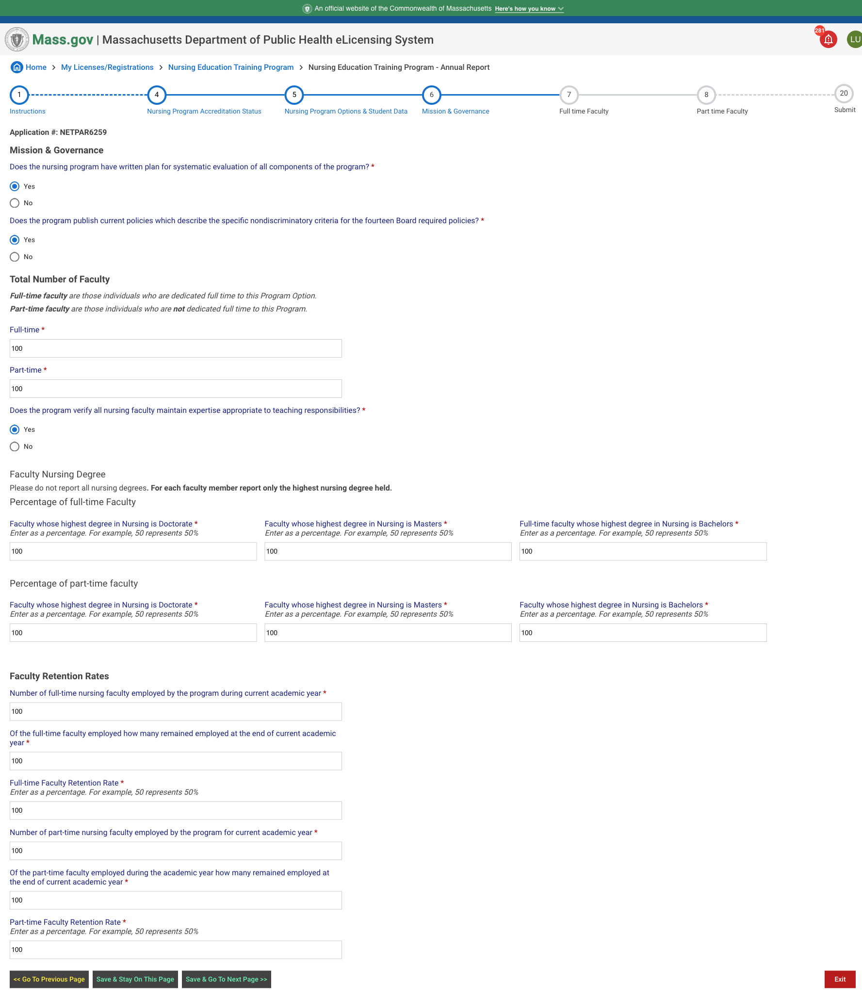 An official website of the Commonwealth of Massachusetts Here's how you know
Mass.gov | Massachusetts Department of Public Health eLicensing System
281
LU
Home > My Licenses/Registrations > Nursing Education Training Program > Nursing Education Training Program - Annual Report
1 4 5 6 7 8 20
Instructions Nursing Program Accreditation Status Nursing Program Options & Student Data Mission & Governance Full time Faculty Part time Faculty Submit
Application #: NETPAR6259
Mission & Governance
Does the nursing program have written plan for systematic evaluation of all components of the program? *
Yes
No
Does the program publish current policies which describe the specific nondiscriminatory criteria for the fourteen Board required policies? *
Yes
No
Total Number of Faculty
Full-time faculty are those individuals who are dedicated full time to this Program Option.
Part-time faculty are those individuals who are not dedicated full time to this Program.
Full-time *
100
Part-time *
100
Does the program verify all nursing faculty maintain expertise appropriate to teaching responsibilities? *
Yes
No
Faculty Nursing Degree
Please do not report all nursing degrees. For each faculty member report only the highest nursing degree held.
Percentage of full-time Faculty
Faculty whose highest degree in Nursing is Doctorate * Faculty whose highest degree in Nursing is Masters * Full-time faculty whose highest degree in Nursing is Bachelors *
Enter as a percentage. For example, 50 represents 50% Enter as a percentage. For example, 50 represents 50% Enter as a percentage. For example, 50 represents 50%
100 100 100
Percentage of part-time faculty
Faculty whose highest degree in Nursing is Doctorate * Faculty whose highest degree in Nursing is Masters * Faculty whose highest degree in Nursing is Bachelors *
Enter as a percentage. For example, 50 represents 50% Enter as a percentage. For example, 50 represents 50% Enter as a percentage. For example, 50 represents 50%
100 100 100
Faculty Retention Rates
Number of full-time nursing faculty employed by the program during current academic year *
100
Of the full-time faculty employed how many remained employed at the end of current academic
year *
100
Full-time Faculty Retention Rate *
Enter as a percentage. For example, 50 represents 50%
100
Number of part-time nursing faculty employed by the program for current academic year *
100
Of the part-time faculty employed during the academic year how many remained employed at
the end of current academic year *
100
Part-time Faculty Retention Rate *
Enter as a percentage. For example, 50 represents 50%
100
<< Go To Previous Page Save & Stay On This Page Save & Go To Next Page >> Exit